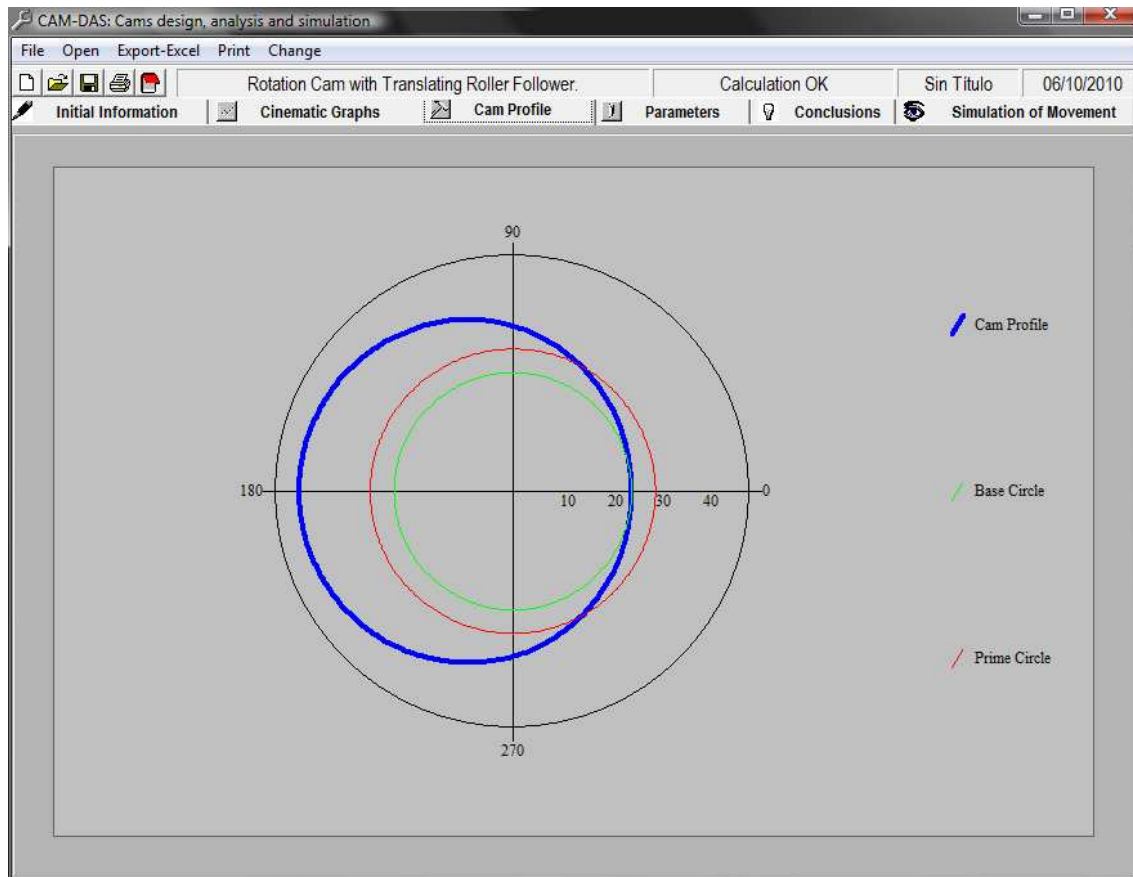 CAM-DAS: Cams design, analysis and simulation
File Open Export-Excel Print Change
Rotation Cam with Translating Roller Follower. Calculation OK Sin Título 06/10/2010
Initial Information Cinematic Graphs Cam Profile Parameters Conclusions Simulation of Movement
90
Cam Profile
180 0 Base Circle
10 20 30 40
Prime Circle
270